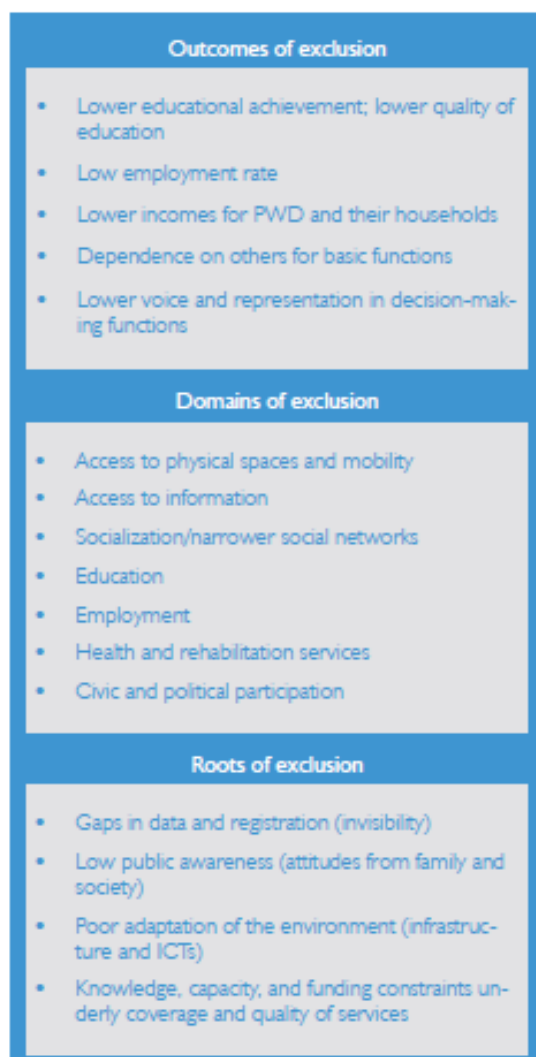 Outcomes of exclusion
• Lower educational achievement; lower quality of
education
• Low employment rate
• Lower incomes for PWD and their households
• Dependence on others for basic functions
• Lower voice and representation in decision-mak-
ing functions
Domains of exclusion
• Access to physical spaces and mobility
• Access to information
• Socialization/narrower social networks
• Education
• Employment
• Health and rehabilitation services
• Civic and political participation
Roots of exclusion
• Gaps in data and registration (invisibility)
• Low public awareness (attitudes from family and
society)
• Poor adaptation of the environment (infrastruc-
ture and ICTs)
• Knowledge, capacity, and funding constraints un-
derly coverage and quality of services